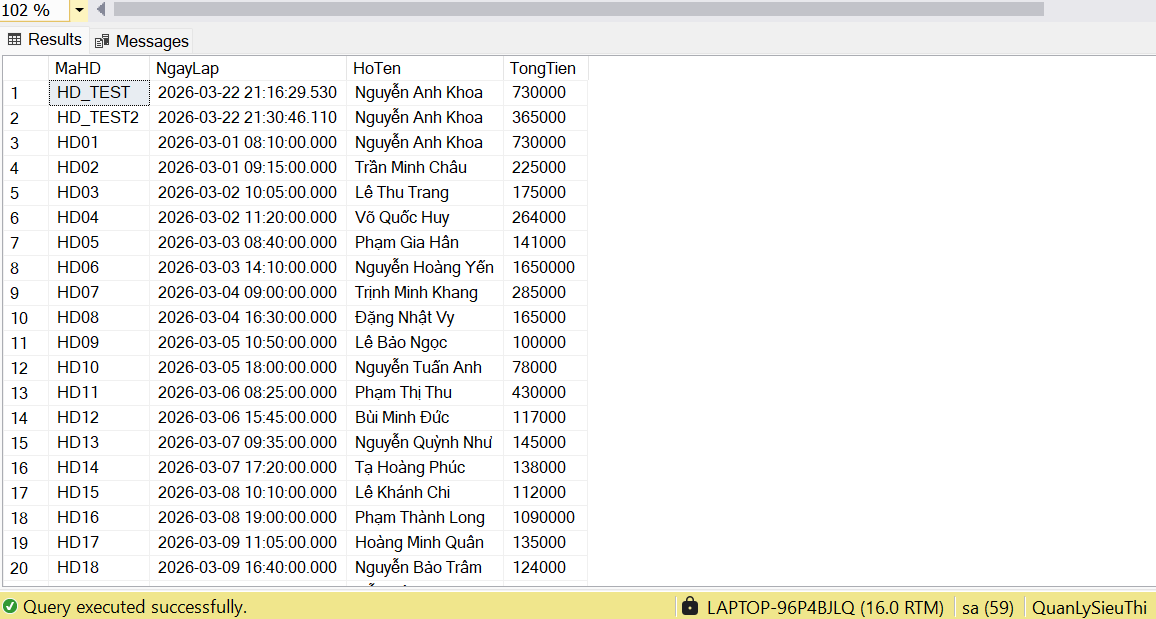 102 %
Results Messages
MaHD NgayLap HoTen TongTien
1 HD_TEST 2026-03-22 21:16:29.530 Nguyễn Anh Khoa 730000
2 HD_TEST2 2026-03-22 21:30:46.110 Nguyễn Anh Khoa 365000
3 HD01 2026-03-01 08:10:00.000 Nguyễn Anh Khoa 730000
4 HD02 2026-03-01 09:15:00.000 Trần Minh Châu 225000
5 HD03 2026-03-02 10:05:00.000 Lê Thu Trang 175000
6 HD04 2026-03-02 11:20:00.000 Võ Quốc Huy 264000
7 HD05 2026-03-03 08:40:00.000 Phạm Gia Hân 141000
8 HD06 2026-03-03 14:10:00.000 Nguyễn Hoàng Yến 1650000
9 HD07 2026-03-04 09:00:00.000 Trịnh Minh Khang 285000
10 HD08 2026-03-04 16:30:00.000 Đặng Nhật Vy 165000
11 HD09 2026-03-05 10:50:00.000 Lê Bảo Ngọc 100000
12 HD10 2026-03-05 18:00:00.000 Nguyễn Tuấn Anh 78000
13 HD11 2026-03-06 08:25:00.000 Phạm Thị Thu 430000
14 HD12 2026-03-06 15:45:00.000 Bùi Minh Đức 117000
15 HD13 2026-03-07 09:35:00.000 Nguyễn Quỳnh Như 145000
16 HD14 2026-03-07 17:20:00.000 Tạ Hoàng Phúc 138000
17 HD15 2026-03-08 10:10:00.000 Lê Khánh Chi 112000
18 HD16 2026-03-08 19:00:00.000 Phạm Thành Long 1090000
19 HD17 2026-03-09 11:05:00.000 Hoàng Minh Quân 135000
20 HD18 2026-03-09 16:40:00.000 Nguyễn Bảo Trâm 124000
Query executed successfully. LAPTOP-96P4BJLQ (16.0 RTM) sa (59) QuanLySieuThi